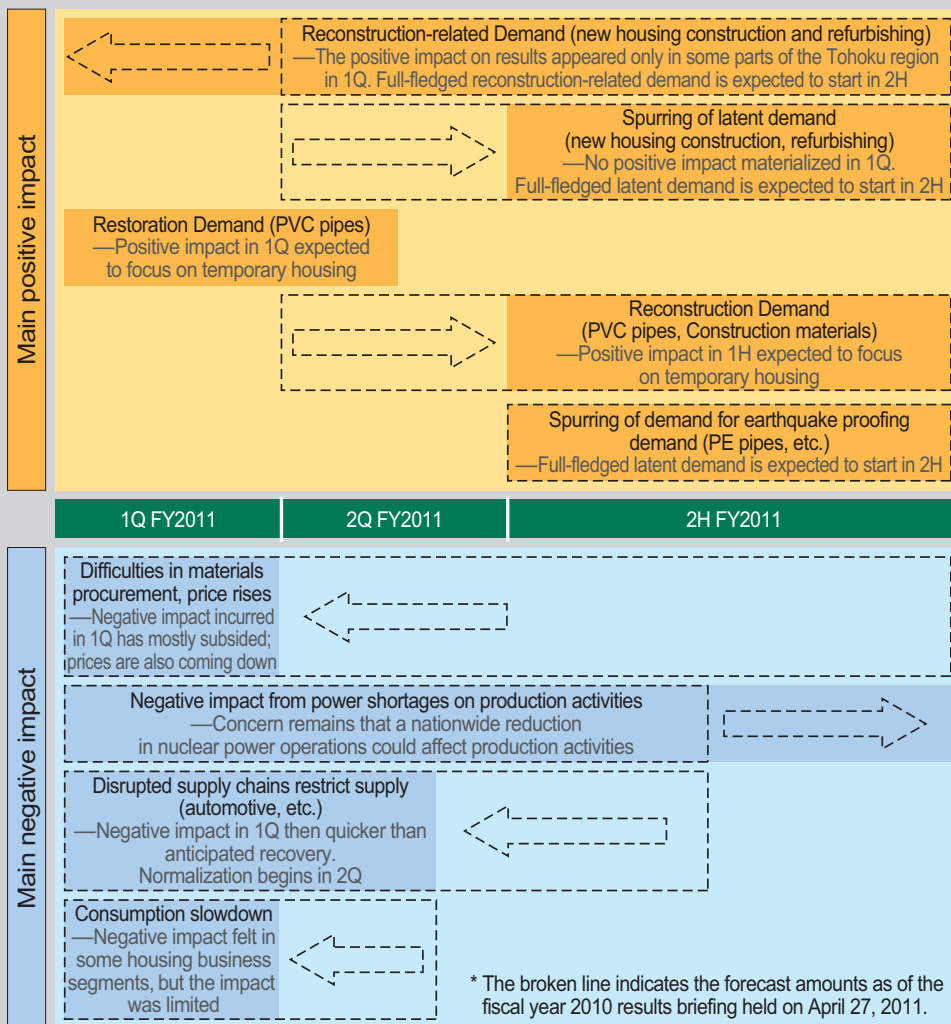 Main positive impact
Reconstruction-related Demand (new housing construction and refurbishing)
—The positive impact on results appeared only in some parts of the Tohoku region
in 1Q. Full-fledged reconstruction-related demand is expected to start in 2H
Spurring of latent demand
(new housing construction, refurbishing)
—No positive impact materialized in 1Q.
Full-fledged latent demand is expected to start in 2H
Restoration Demand (PVC pipes)
—Positive impact in 1Q expected
to focus on temporary housing
Reconstruction Demand
(PVC pipes, Construction materials)
—Positive impact in 1H expected to focus
on temporary housing
Spurring of demand for earthquake proofing
demand (PE pipes, etc.)
—Full-fledged latent demand is expected to start in 2H
1Q FY2011
2Q FY2011
2H FY2011
Main negative impact
Difficulties in materials
procurement, price rises
—Negative impact incurred
in 1Q has mostly subsided;
prices are also coming down
Negative impact from power shortages on production activities
—Concern remains that a nationwide reduction
in nuclear power operations could affect production activities
Disrupted supply chains restrict supply
(automotive, etc.)
—Negative impact in 1Q then quicker than
anticipated recovery.
Normalization begins in 2Q
Consumption slowdown
—Negative impact felt in
some housing business
segments, but the impact
was limited
* The broken line indicates the forecast amounts as of the
fiscal year 2010 results briefing held on April 27, 2011.